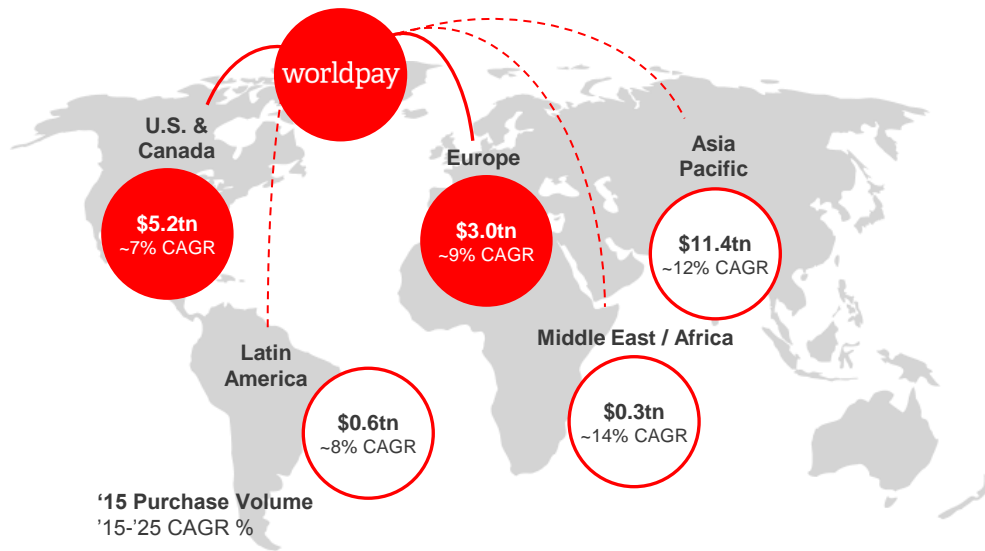 worldpay
U.S. &
Canada
$5.2tn
~7% CAGR
Europe
$3.0tn
~9% CAGR
Asia
Pacific
$11.4tn
~12% CAGR
Latin
America
$0.6tn
~8% CAGR
Middle East / Africa
$0.3tn
~14% CAGR
‘15 Purchase Volume
’15-’25 CAGR %